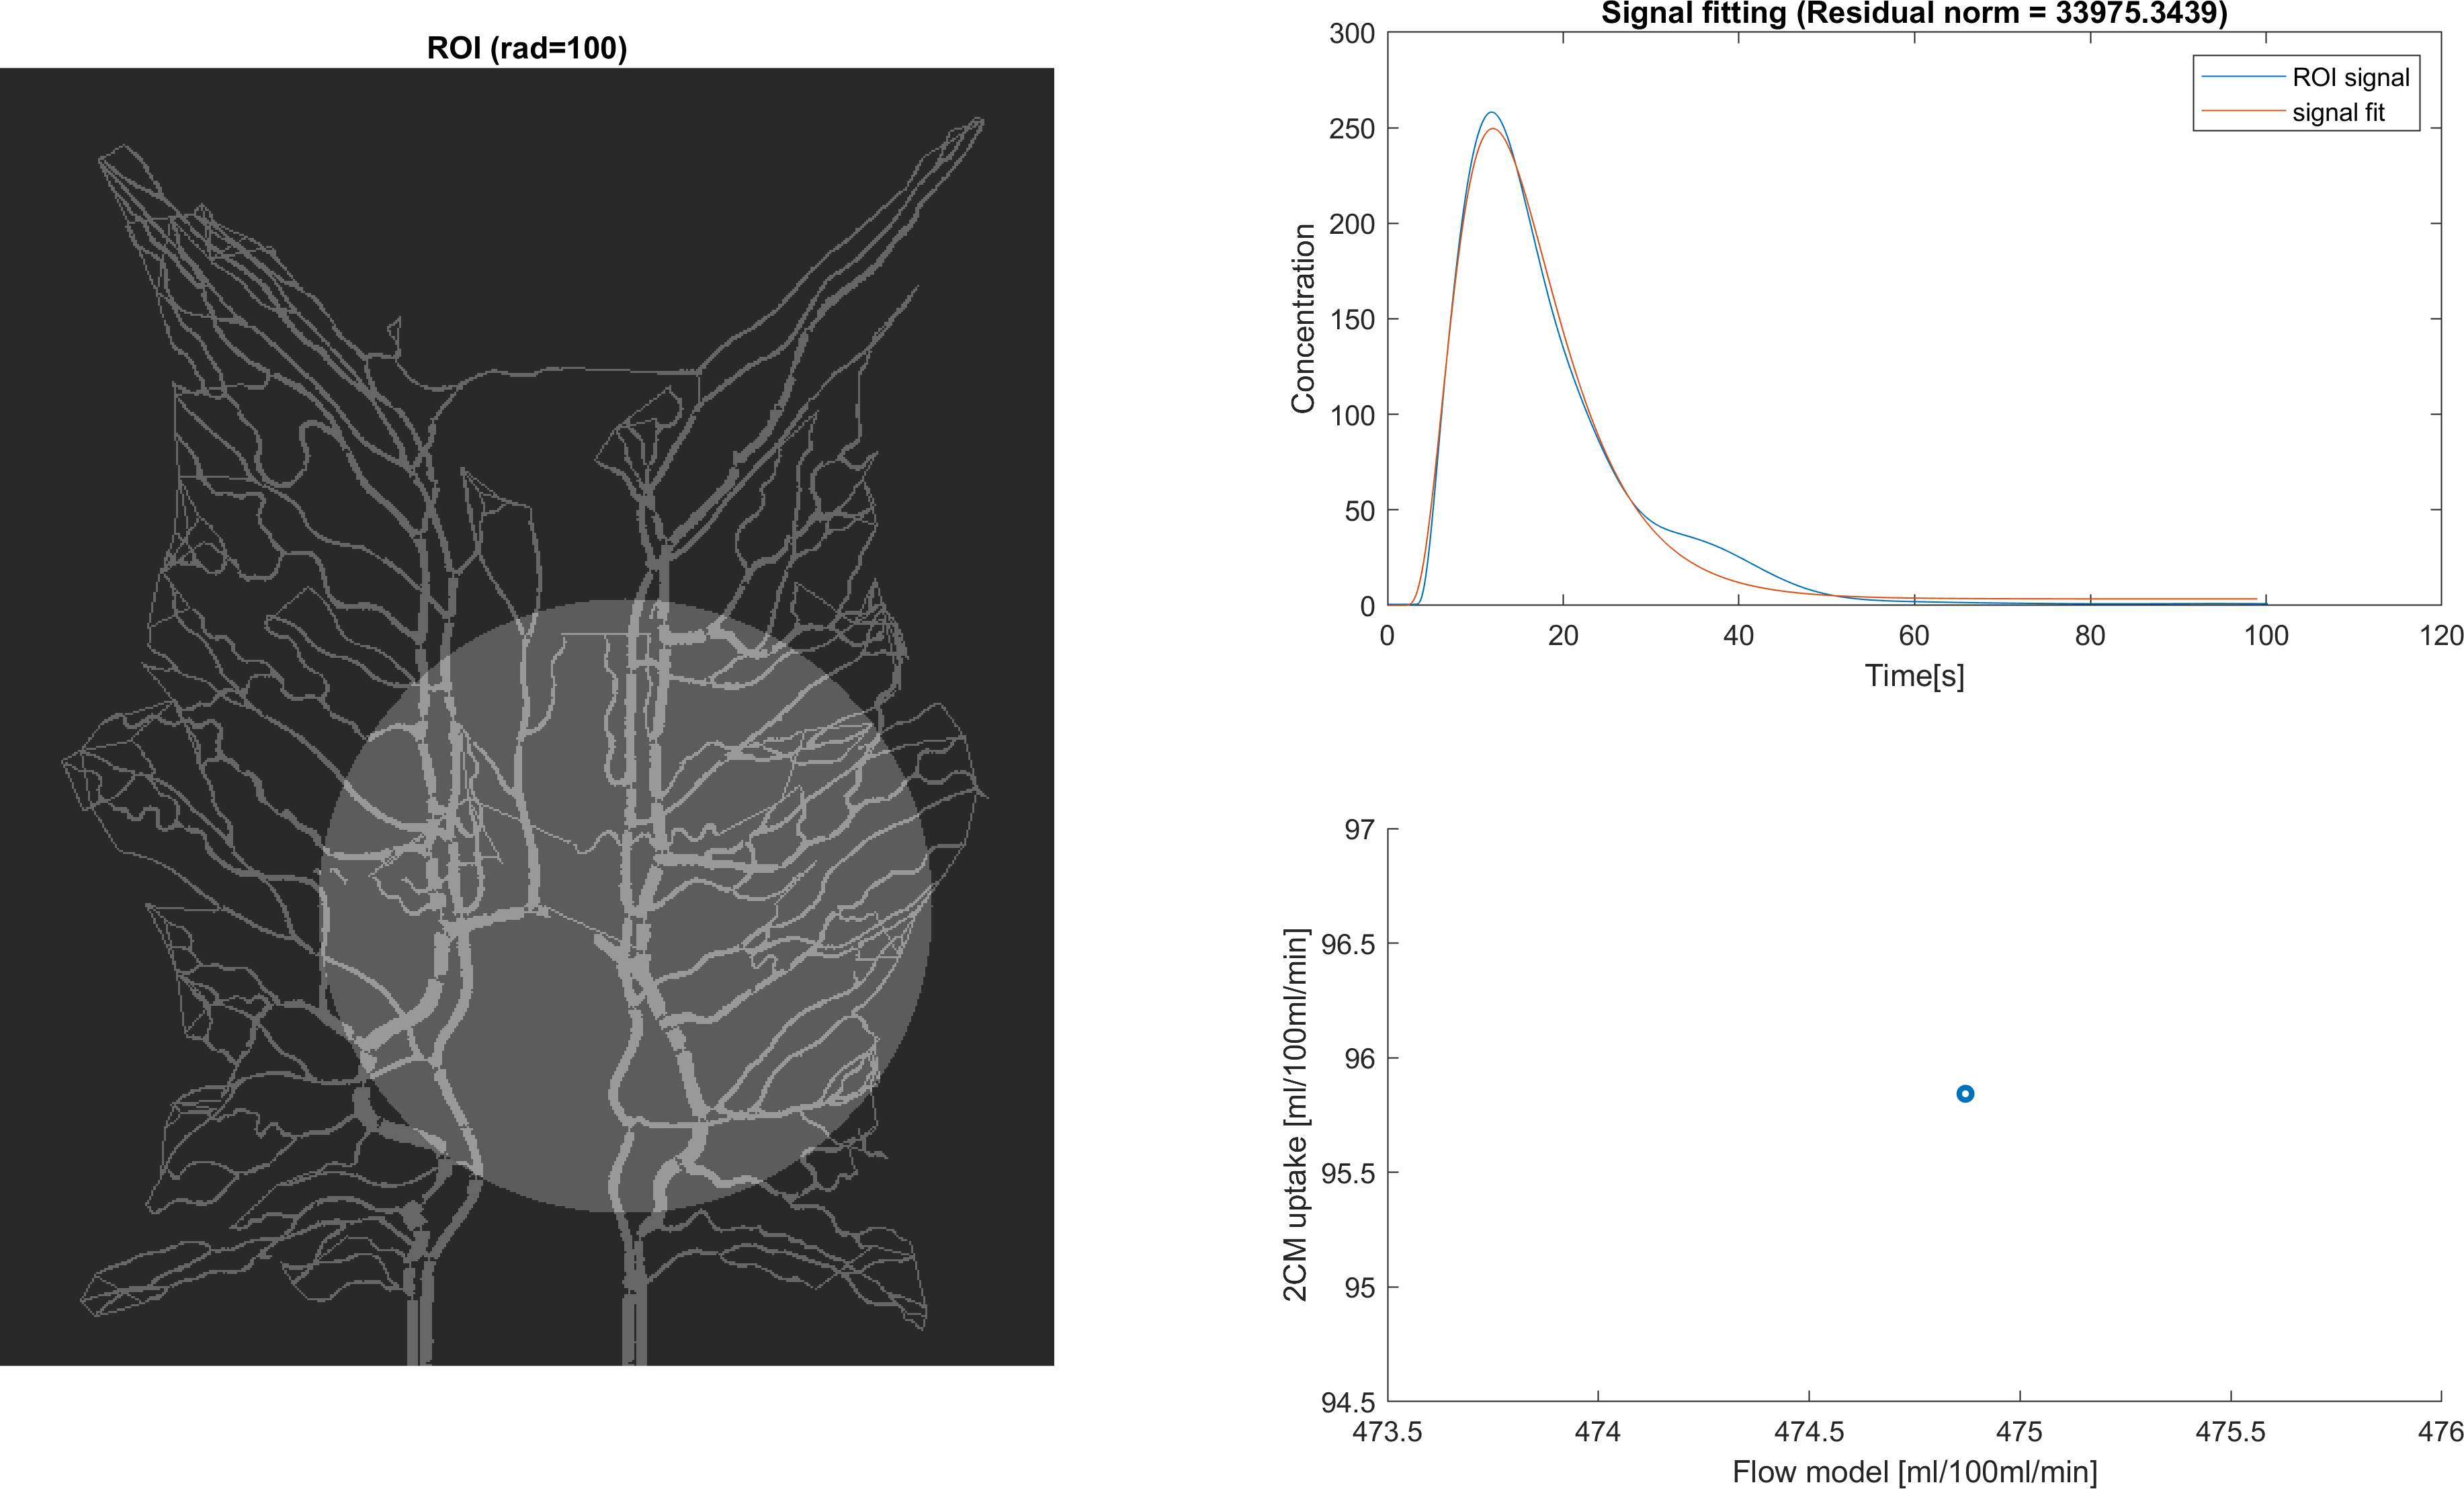 ROI (rad=100)
Signal fitting (Residual norm = 33975.3439)
300
250
200
150
100
50
0
Concentration
0 20 40 60 80 100 120
Time[s]
ROI signal
signal fit
97
96.5
96
95.5
95
94.5
2CM uptake [ml/100ml/min]
473.5 474 474.5 475 475.5 476
Flow model [ml/100ml/min]